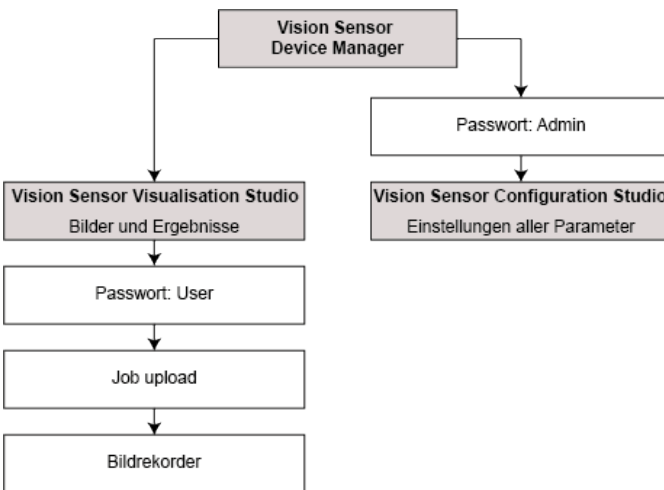 Vision Sensor
Device Manager
Passwort: Admin
Vision Sensor Visualisation Studio
Bilder und Ergebnisse
Vision Sensor Configuration Studio
Einstellungen aller Parameter
Passwort: User
Job upload
Bildrekorder